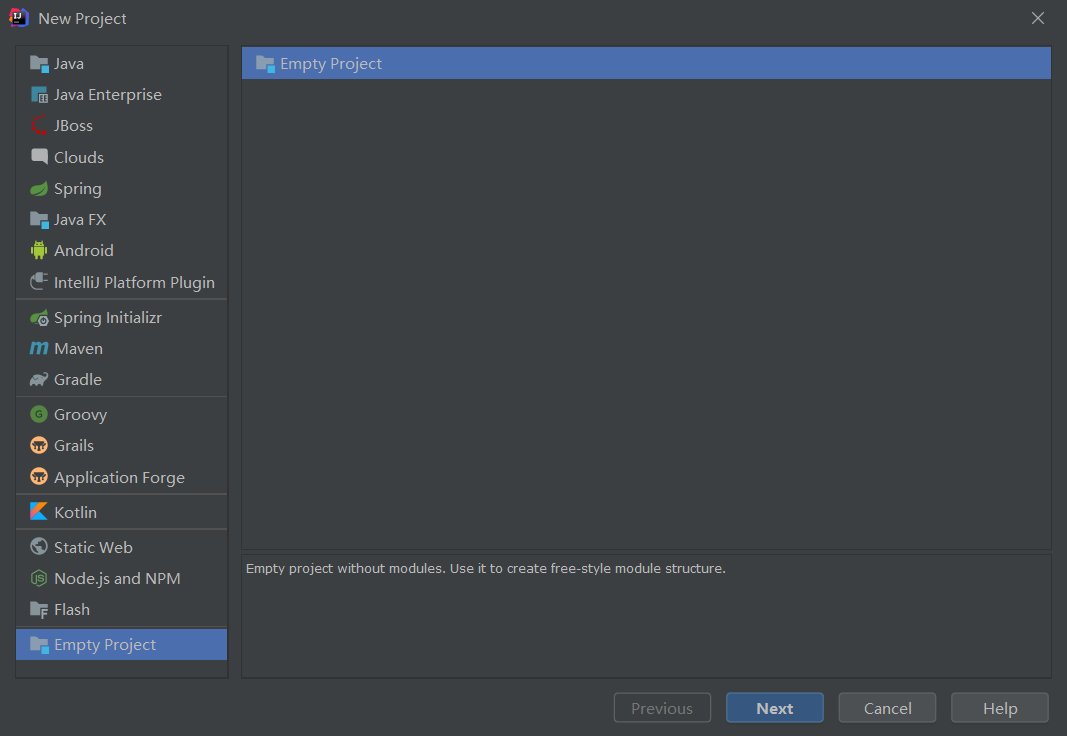 New Project
Java
Java Enterprise
JBoss
Clouds
Spring
Java FX
Android
IntelliJ Platform Plugin
Spring Initializr
Maven
Gradle
Groovy
Grails
Application Forge
Kotlin
Static Web
Node.js and NPM
Flash
Empty Project
Empty Project
Empty project without modules. Use it to create free-style module structure.
Previous Next Cancel Help